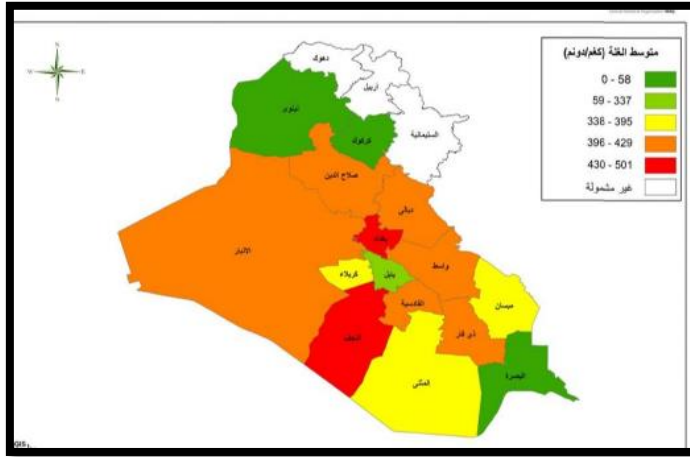 متوسط الغلة (كغم/دونم)
0 - 58
59 - 337
338 - 395
396 - 429
430 - 501
غير مشمولة
N
دهوك
اربيل
السليمانية
نينوى
كركوك
صلاح الدين
ديالى
بغداد
الانبار
واسط
كربلاء
بابل
القادسية
ميسان
ذي قار
النجف
المثنى
البصرة
GIS.